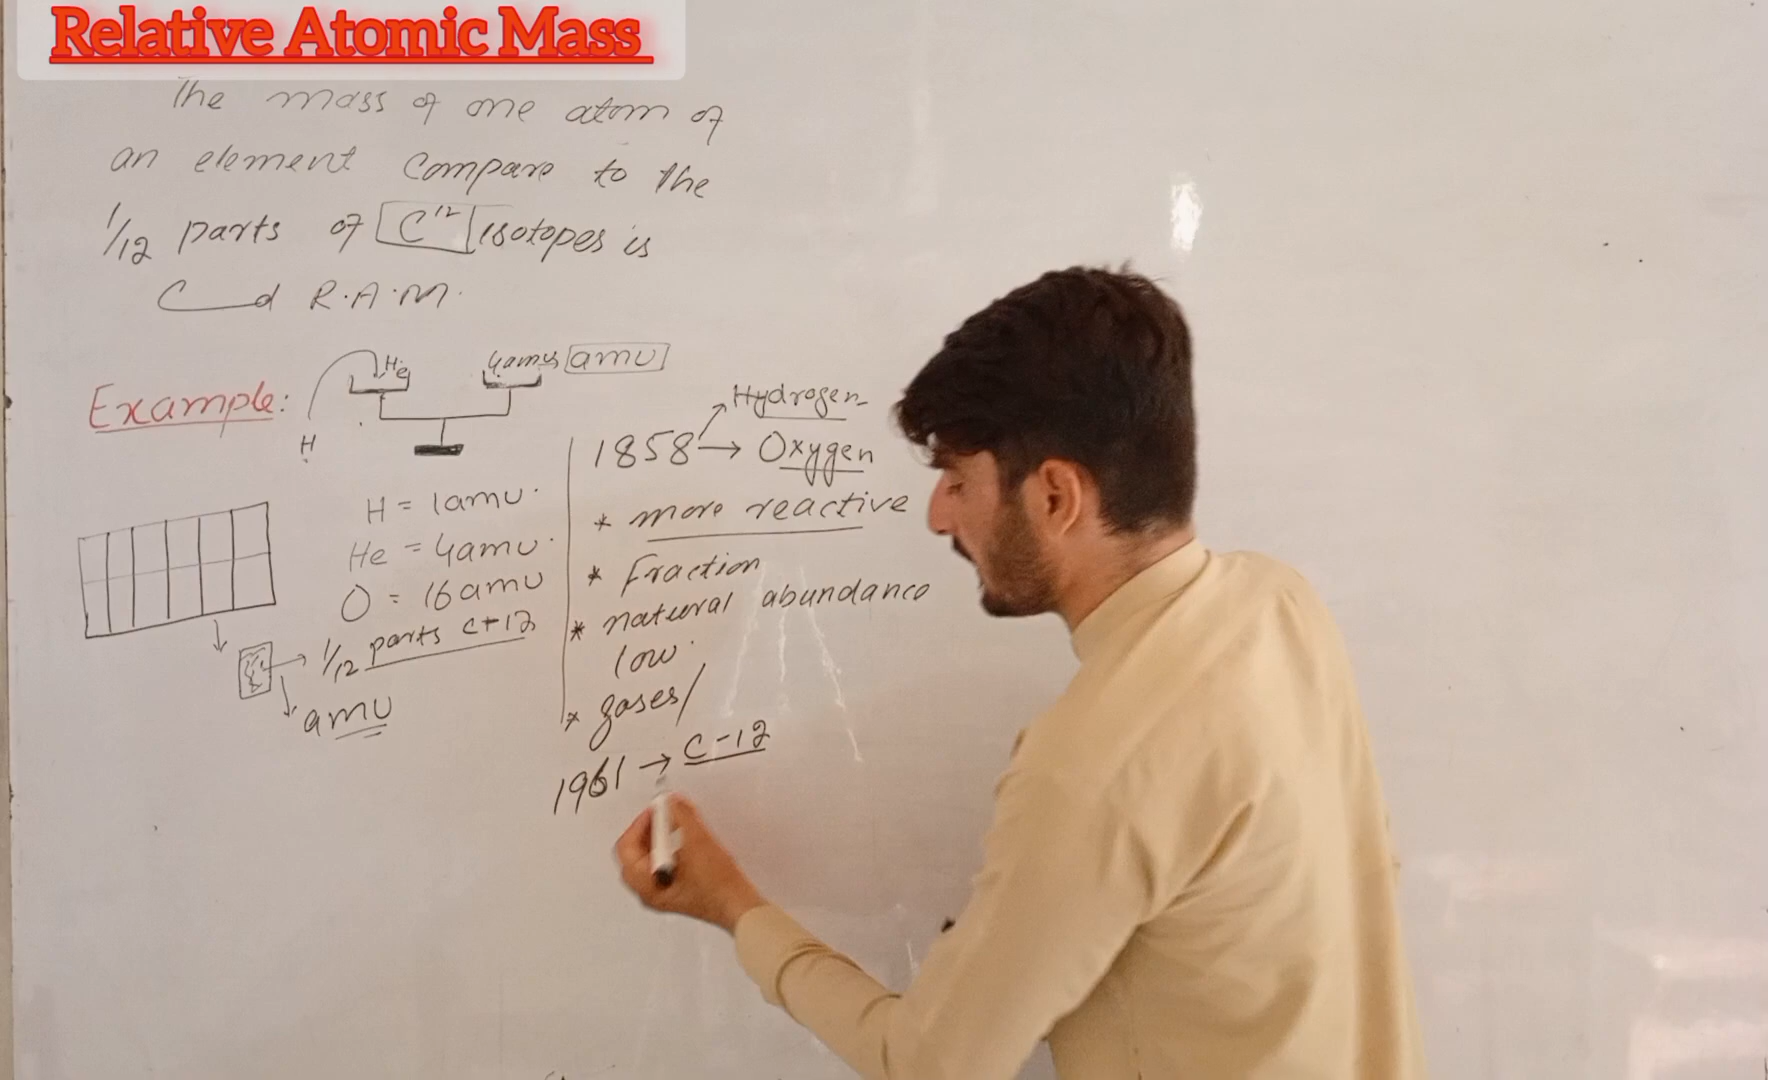 Relative Atomic Mass
The mass of one atom of
an element compare to the
1/12 parts of C¹² isotopes is
C d R.A.M.
Example:
He
4amus amu
H
H = 1amu.
He = 4amu.
O = 16amu
1/12 parts C-12
amu
Hydrogen
1858 → Oxygen
* more reactive
* Fraction
* natural abundance
low.
* gases/
1961 → C-12